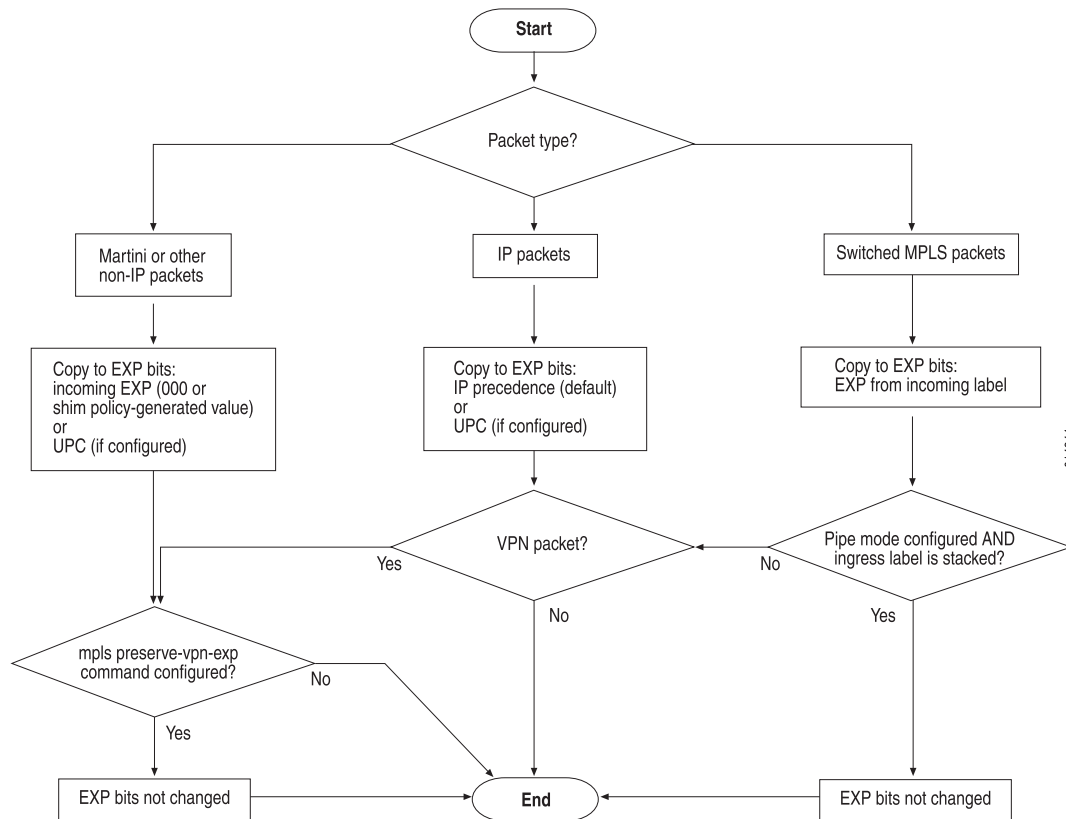 Start
Packet type?
Martini or other
non-IP packets
IP packets
Switched MPLS packets
Copy to EXP bits:
incoming EXP (000 or
shim policy-generated value)
or
UPC (if configured)
Copy to EXP bits:
IP precedence (default)
or
UPC (if configured)
Copy to EXP bits:
EXP from incoming label
VPN packet?
Yes
No
Pipe mode configured AND
ingress label is stacked?
No
Yes
mpls preserve-vpn-exp
command configured?
No
Yes
EXP bits not changed
End
EXP bits not changed